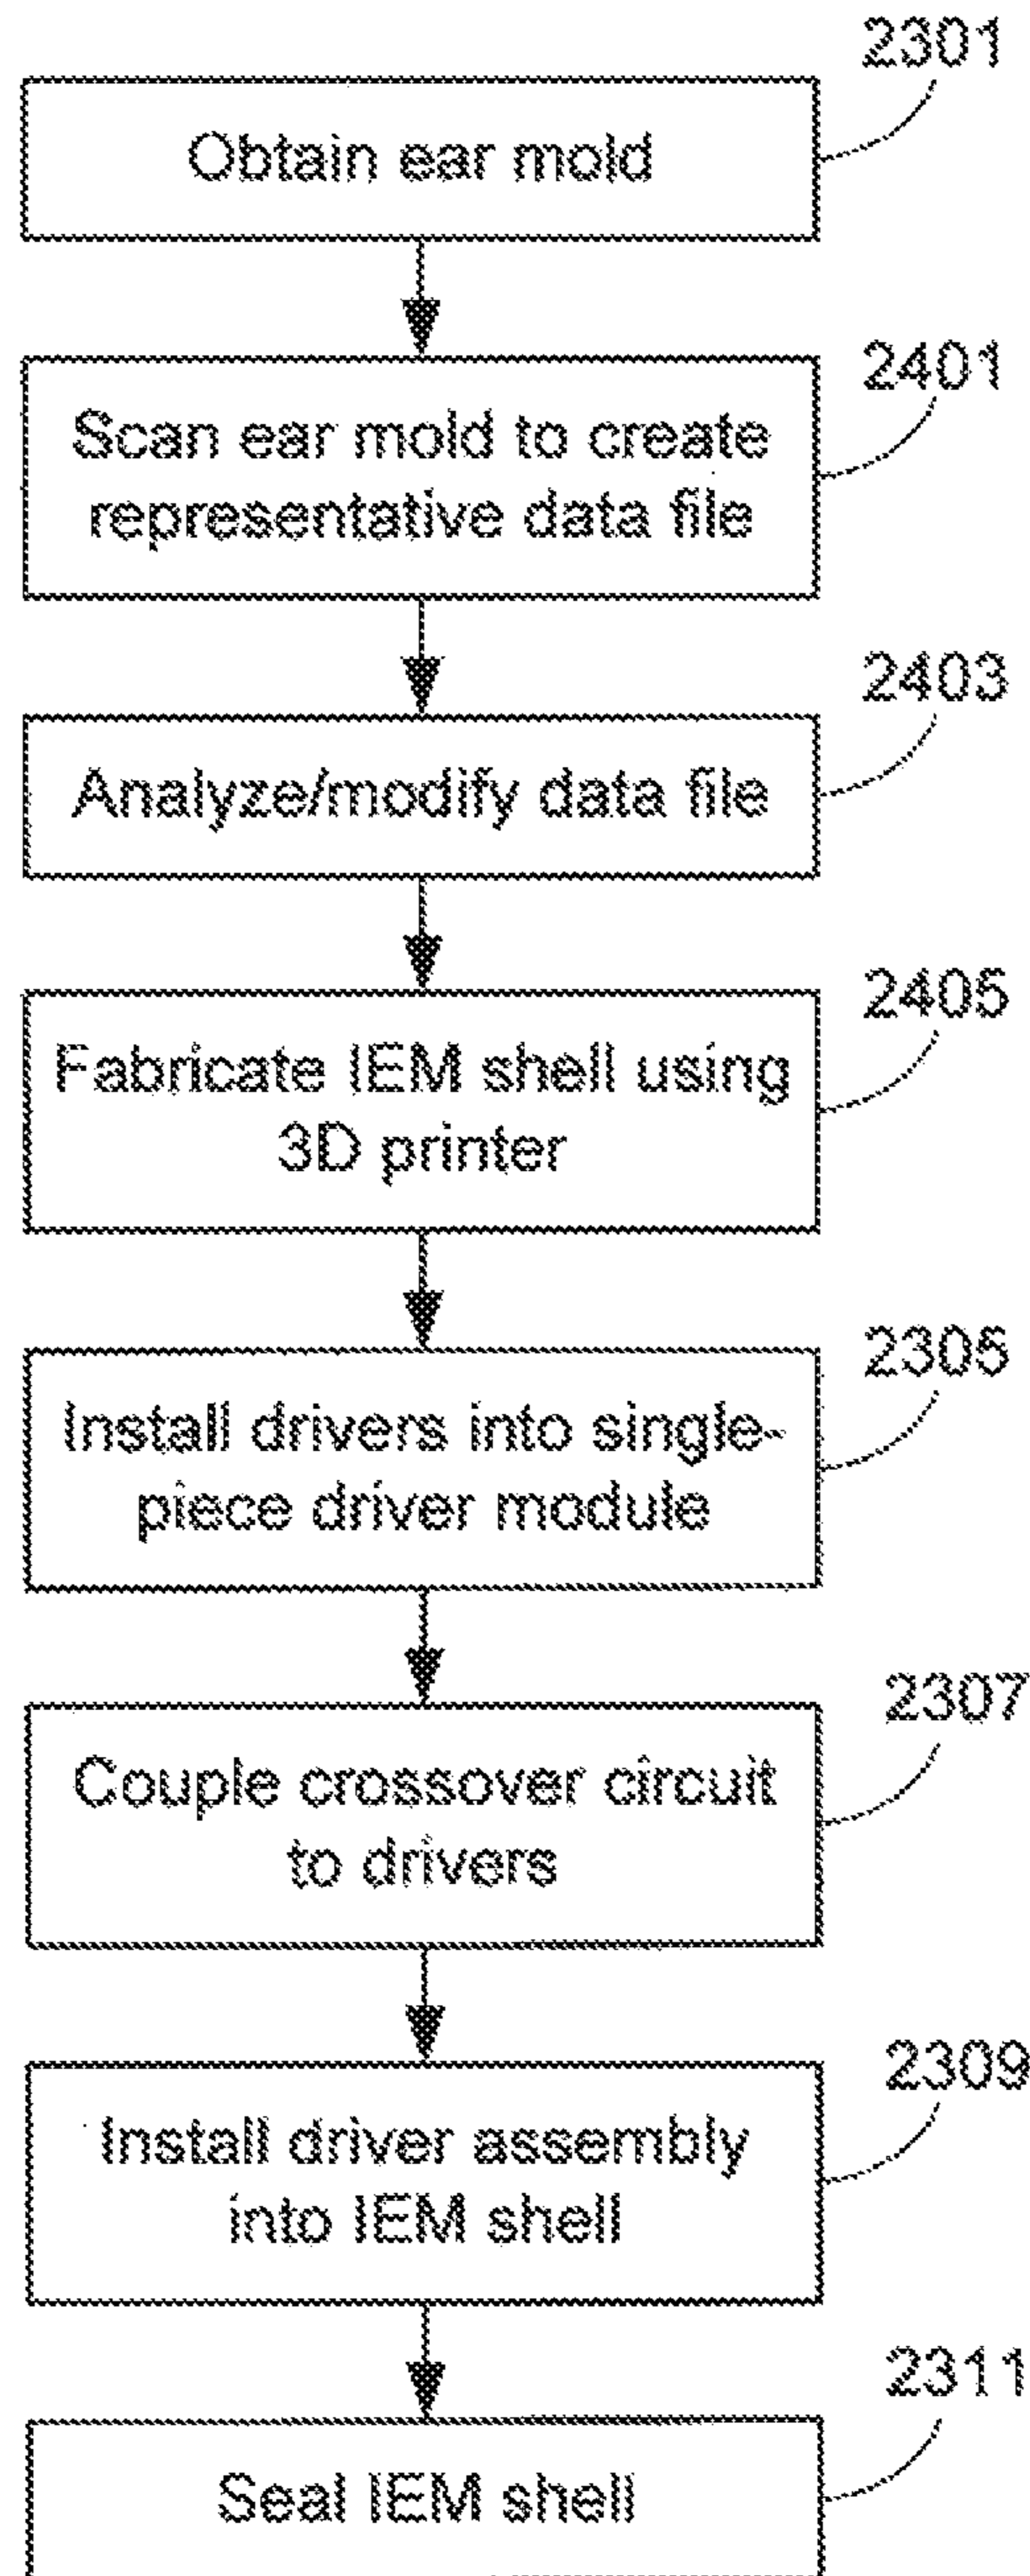 2301
Obtain ear mold
2401
Scan ear mold to create
representative data file
2403
Analyze/modify data file
2405
Fabricate IEM shell using
3D printer
2305
Install drivers into single-
piece driver module
2307
Couple crossover circuit
to drivers
2309
Install driver assembly
into IEM shell
2311
Seal IEM shell